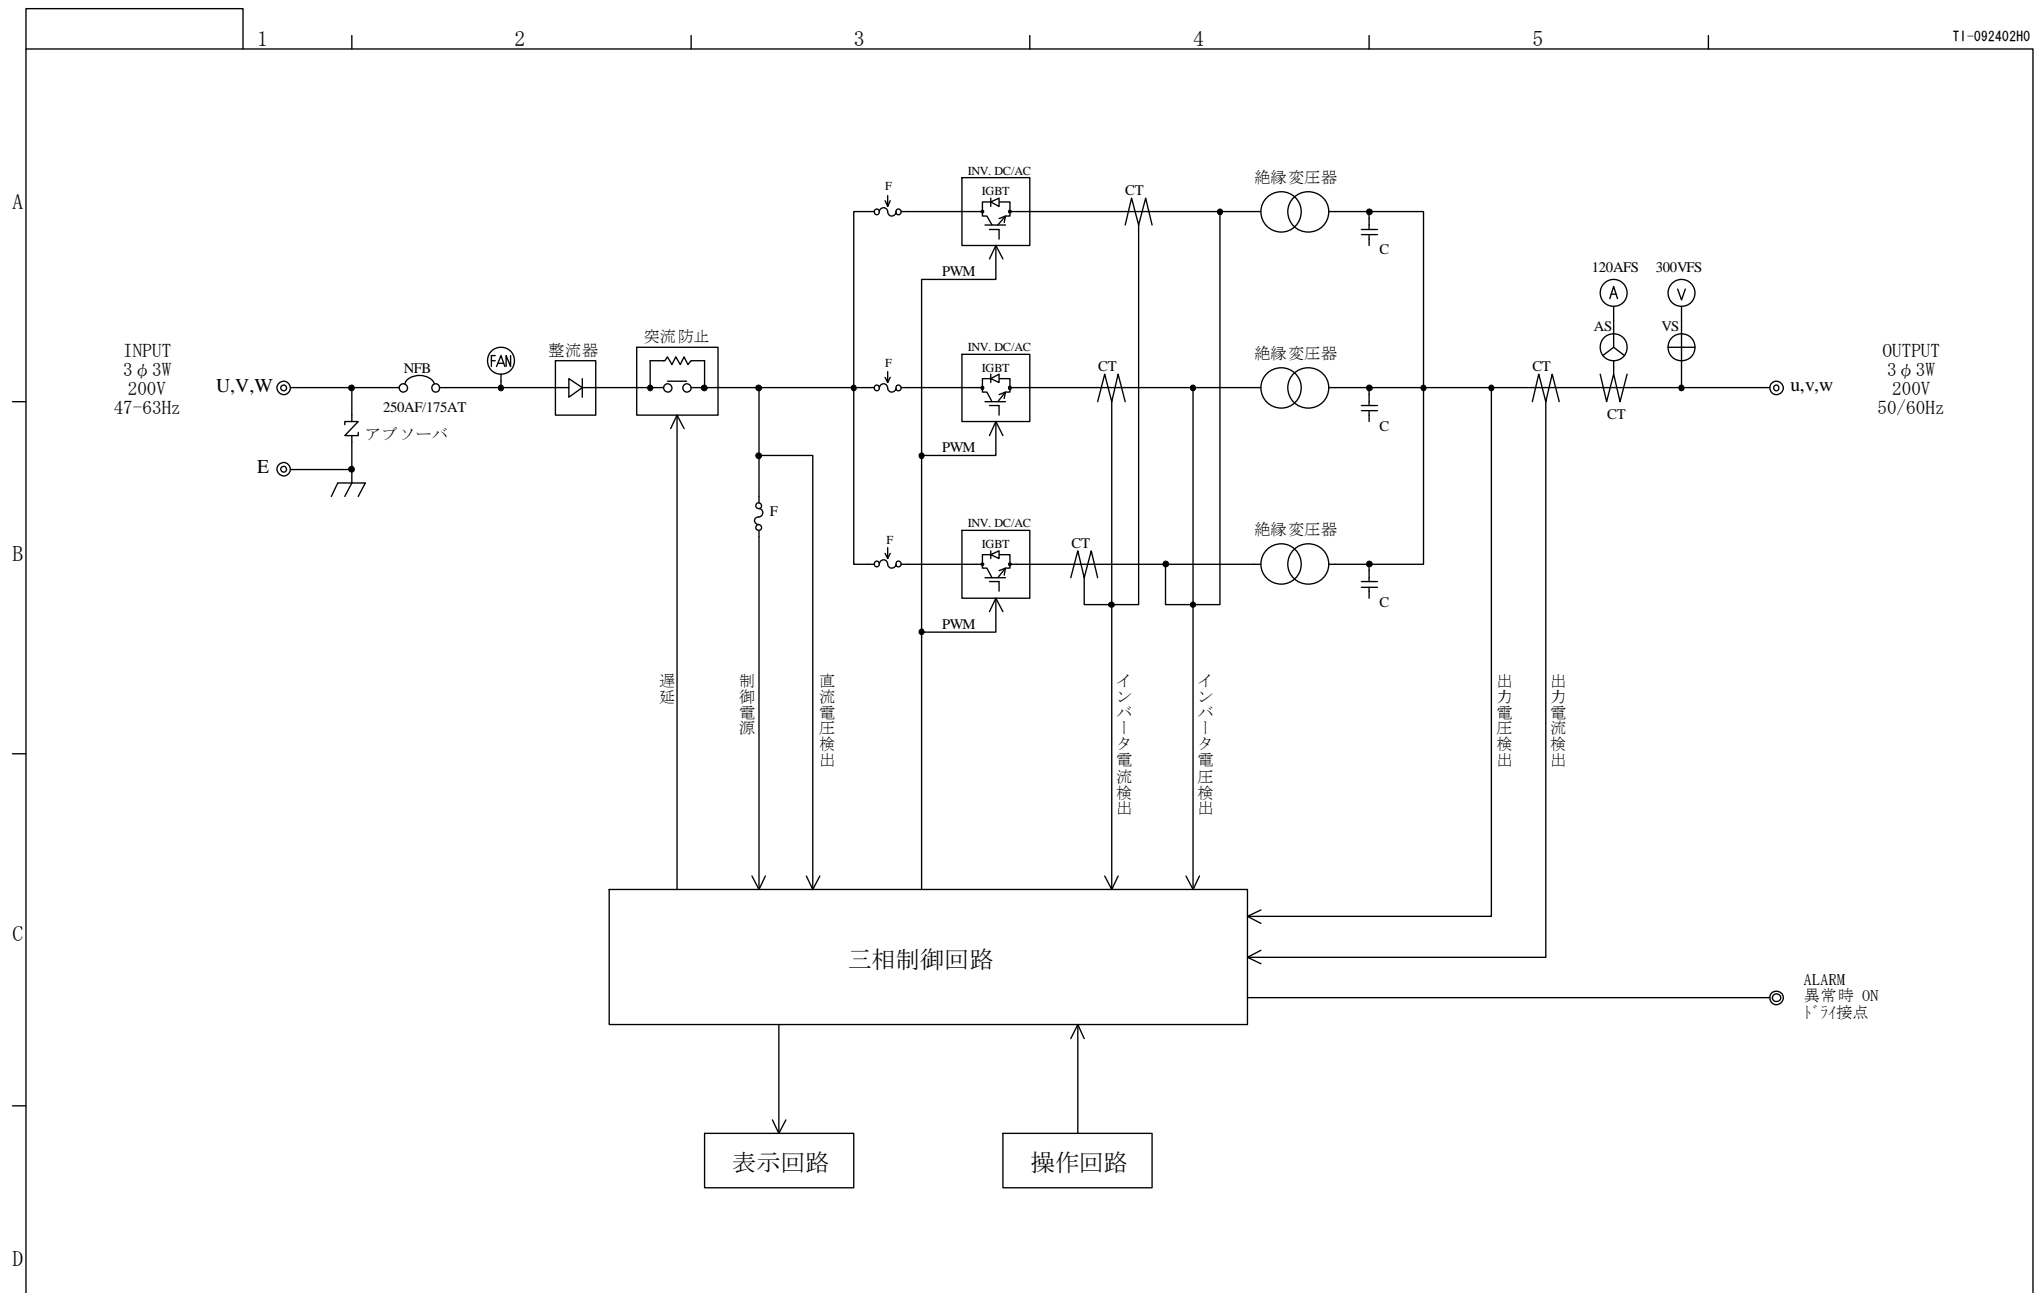 1 2 3 4 5 TI-092402H0
A
B
C
D
INPUT
3φ3W
200V
47-63Hz
U,V,W
E
アブソーバ
NFB
250AF/175AT
FAN
整流器
突流防止
F
INV. DC/AC
IGBT
PWM
CT
絶縁変圧器
C
F
INV. DC/AC
IGBT
PWM
CT
絶縁変圧器
C
F
INV. DC/AC
IGBT
PWM
CT
絶縁変圧器
C
F
120AFS
A
AS
300VFS
V
VS
CT
CT
u,v,w
OUTPUT
3φ3W
200V
50/60Hz
遅延
制御電源
直流電圧検出
インバータ電流検出
インバータ電圧検出
出力電圧検出
出力電流検出
三相制御回路
ALARM
異常時 ON
ドライ接点
表示回路
操作回路